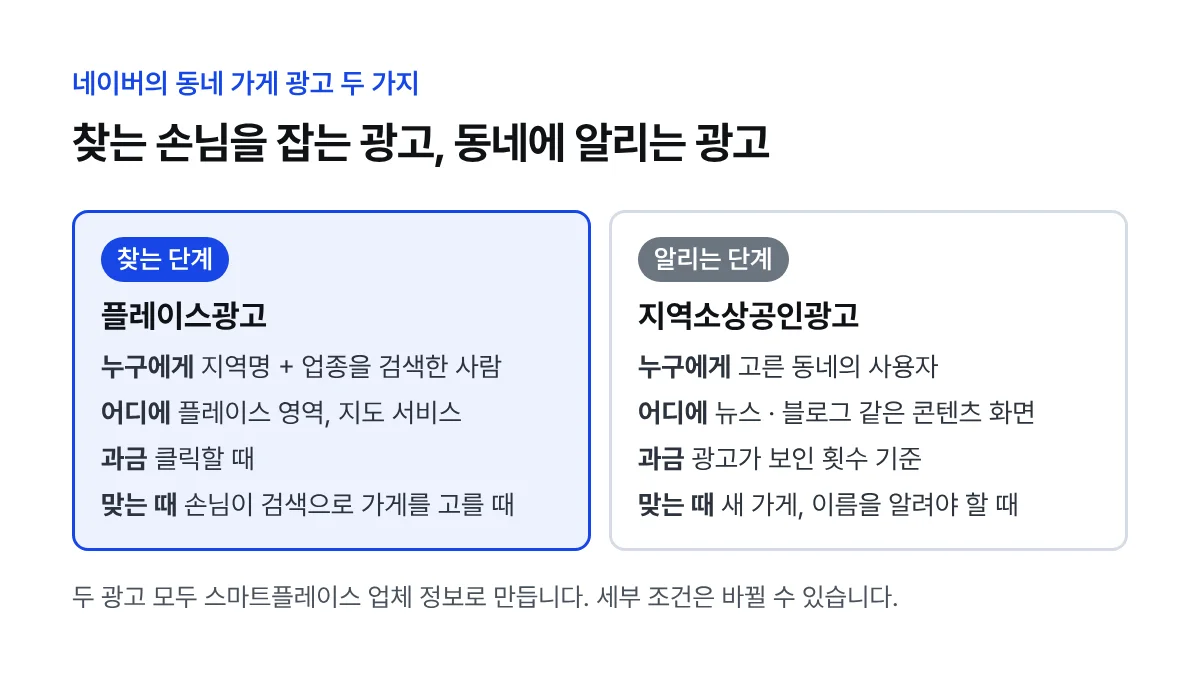 네이버의 동네 가게 광고 두 가지
찾는 손님을 잡는 광고, 동네에 알리는 광고
찾는 단계
플레이스광고
누구에게 지역명 + 업종을 검색한 사람
어디에 플레이스 영역, 지도 서비스
과금 클릭할 때
맞는 때 손님이 검색으로 가게를 고를 때
알리는 단계
지역소상공인광고
누구에게 고른 동네의 사용자
어디에 뉴스 · 블로그 같은 콘텐츠 화면
과금 광고가 보인 횟수 기준
맞는 때 새 가게, 이름을 알려야 할 때
두 광고 모두 스마트플레이스 업체 정보로 만듭니다. 세부 조건은 바뀔 수 있습니다.